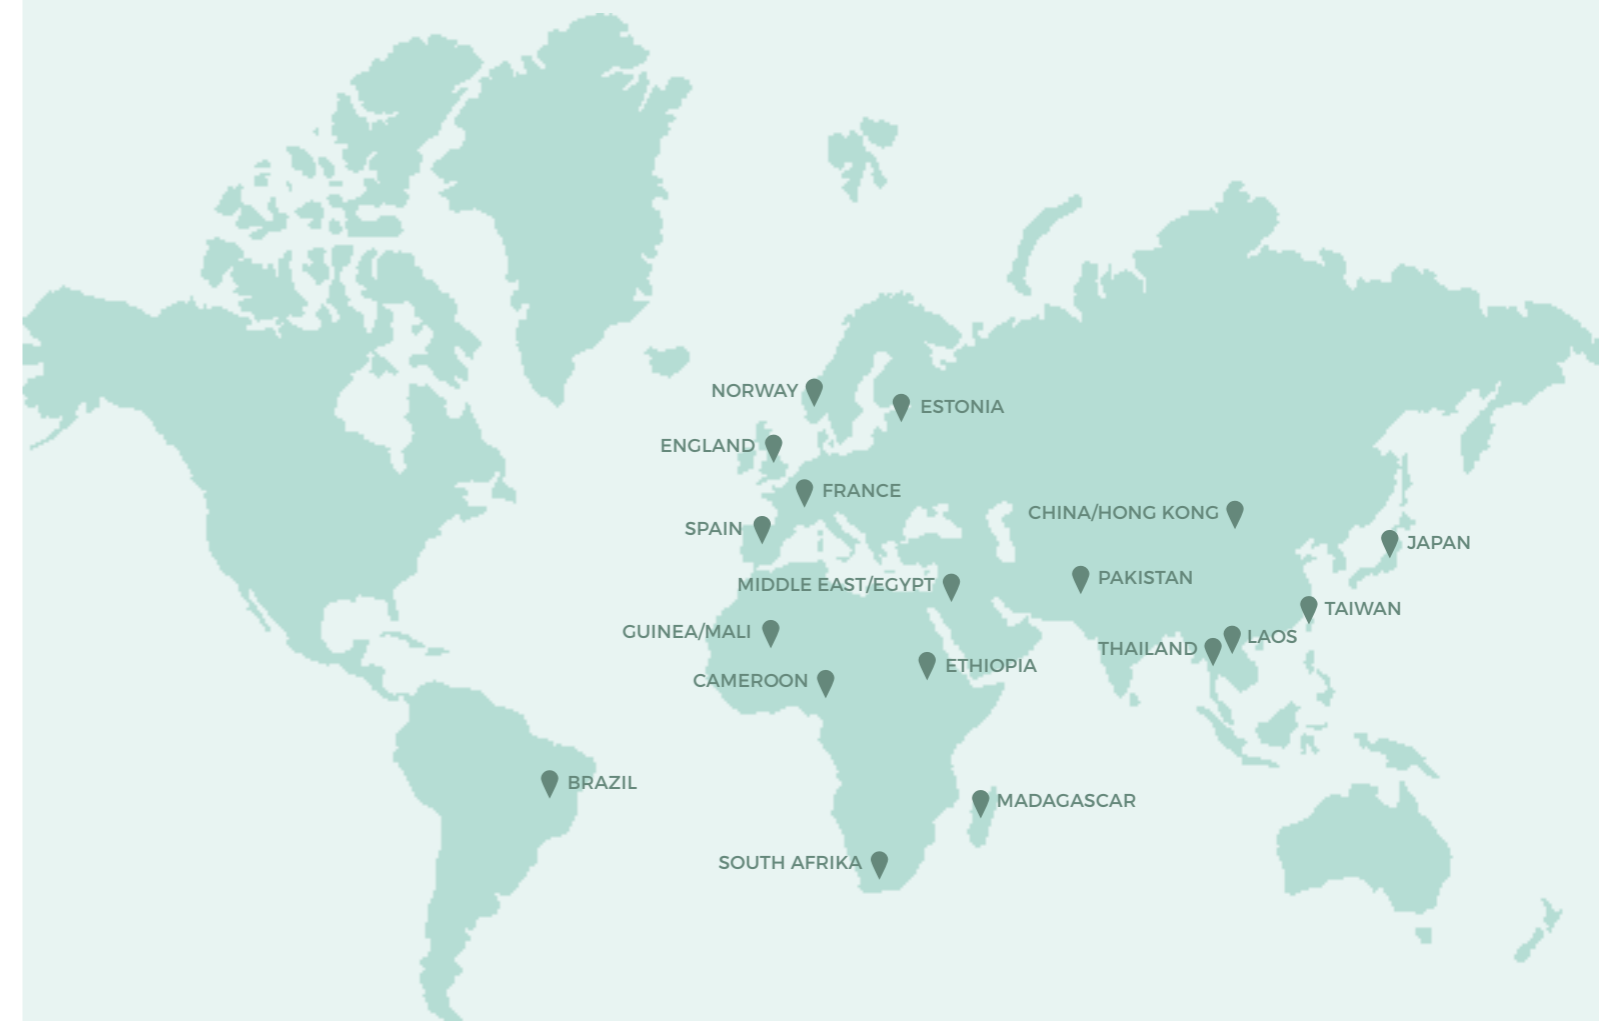 NORWAY
ESTONIA
ENGLAND
FRANCE
CHINA/HONG KONG
SPAIN
JAPAN
MIDDLE EAST/EGYPT
PAKISTAN
TAIWAN
GUINEA/MALI
LAOS
THAILAND
ETHIOPIA
CAMEROON
BRAZIL
MADAGASCAR
SOUTH AFRIKA